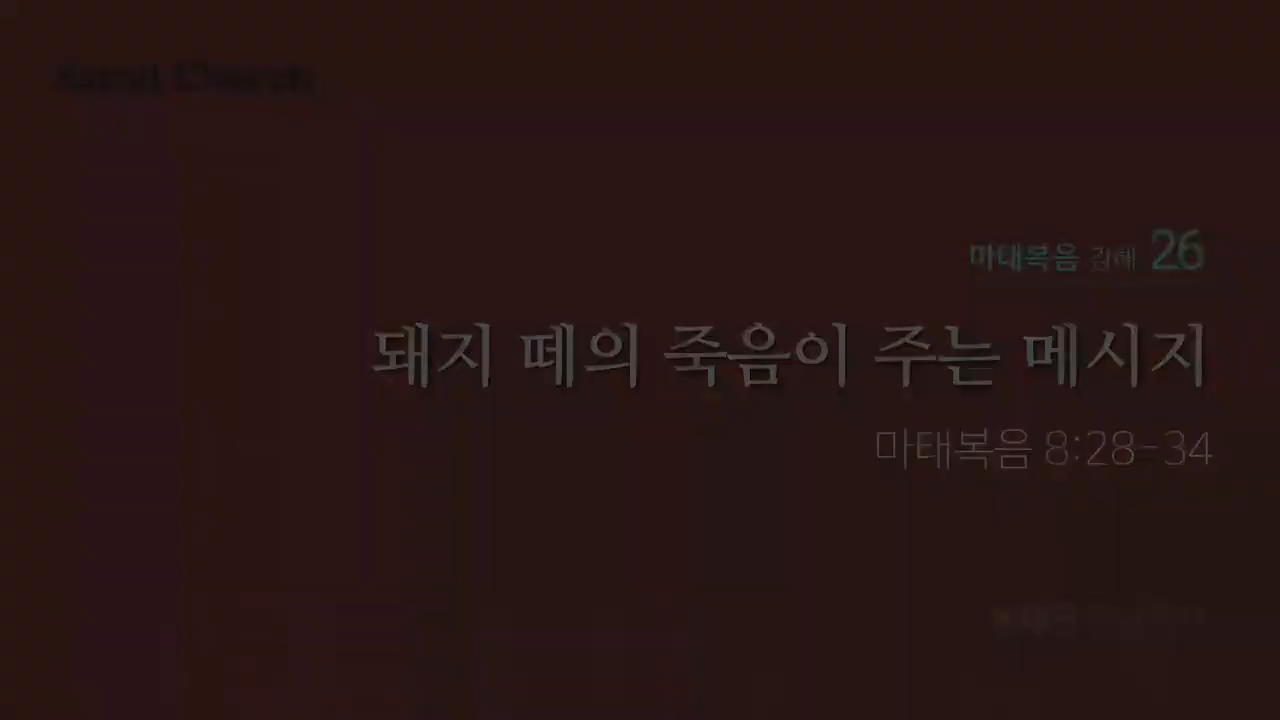 마태복음 강해 26
돼지 떼의 죽음이 주는 메시지
마태복음 8:28-34